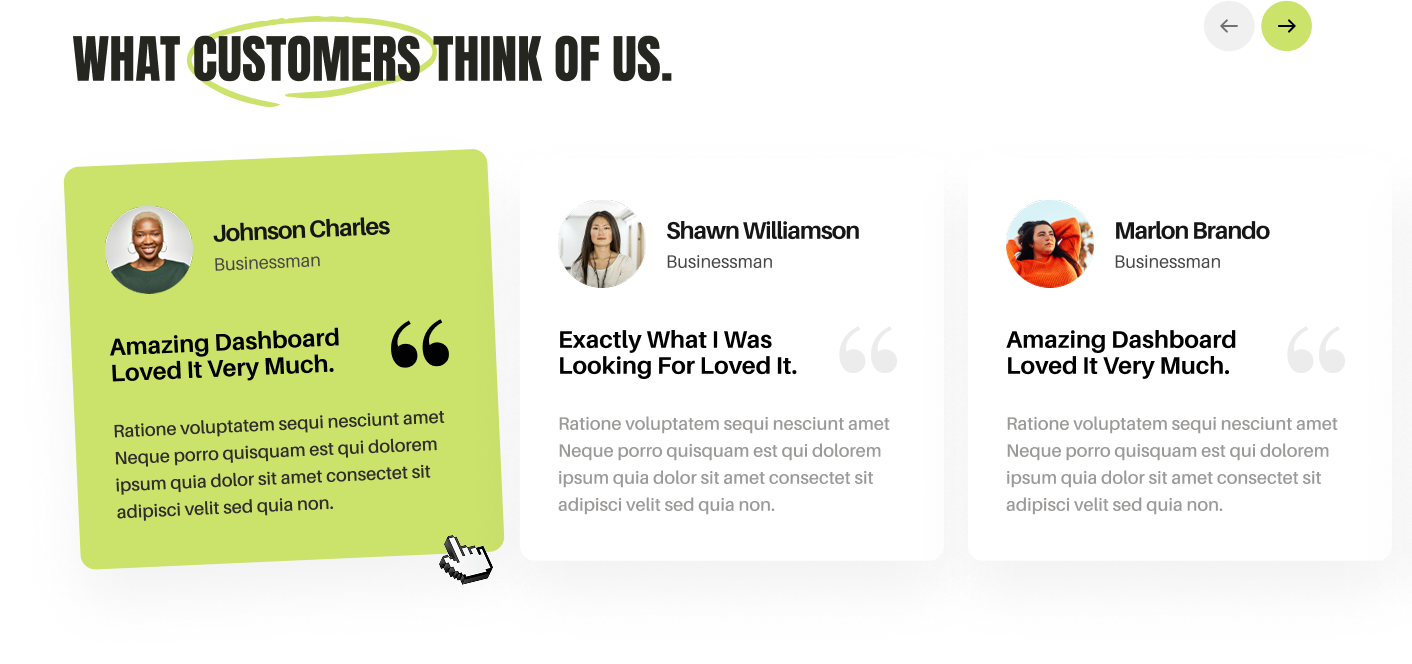 WHAT CUSTOMERS THINK OF US.
Johnson Charles
Businessman
Amazing Dashboard
Loved It Very Much.
Ratione voluptatem sequi nesciunt amet
Neque porro quisquam est qui dolorem
ipsum quia dolor sit amet consectet sit
adipisci velit sed quia non.
Shawn Williamson
Businessman
Exactly What I Was
Looking For Loved It.
Ratione voluptatem sequi nesciunt amet
Neque porro quisquam est qui dolorem
ipsum quia dolor sit amet consectet sit
adipisci velit sed quia non.
Marlon Brando
Businessman
Amazing Dashboard
Loved It Very Much.
Ratione voluptatem sequi nesciunt amet
Neque porro quisquam est qui dolorem
ipsum quia dolor sit amet consectet sit
adipisci velit sed quia non.